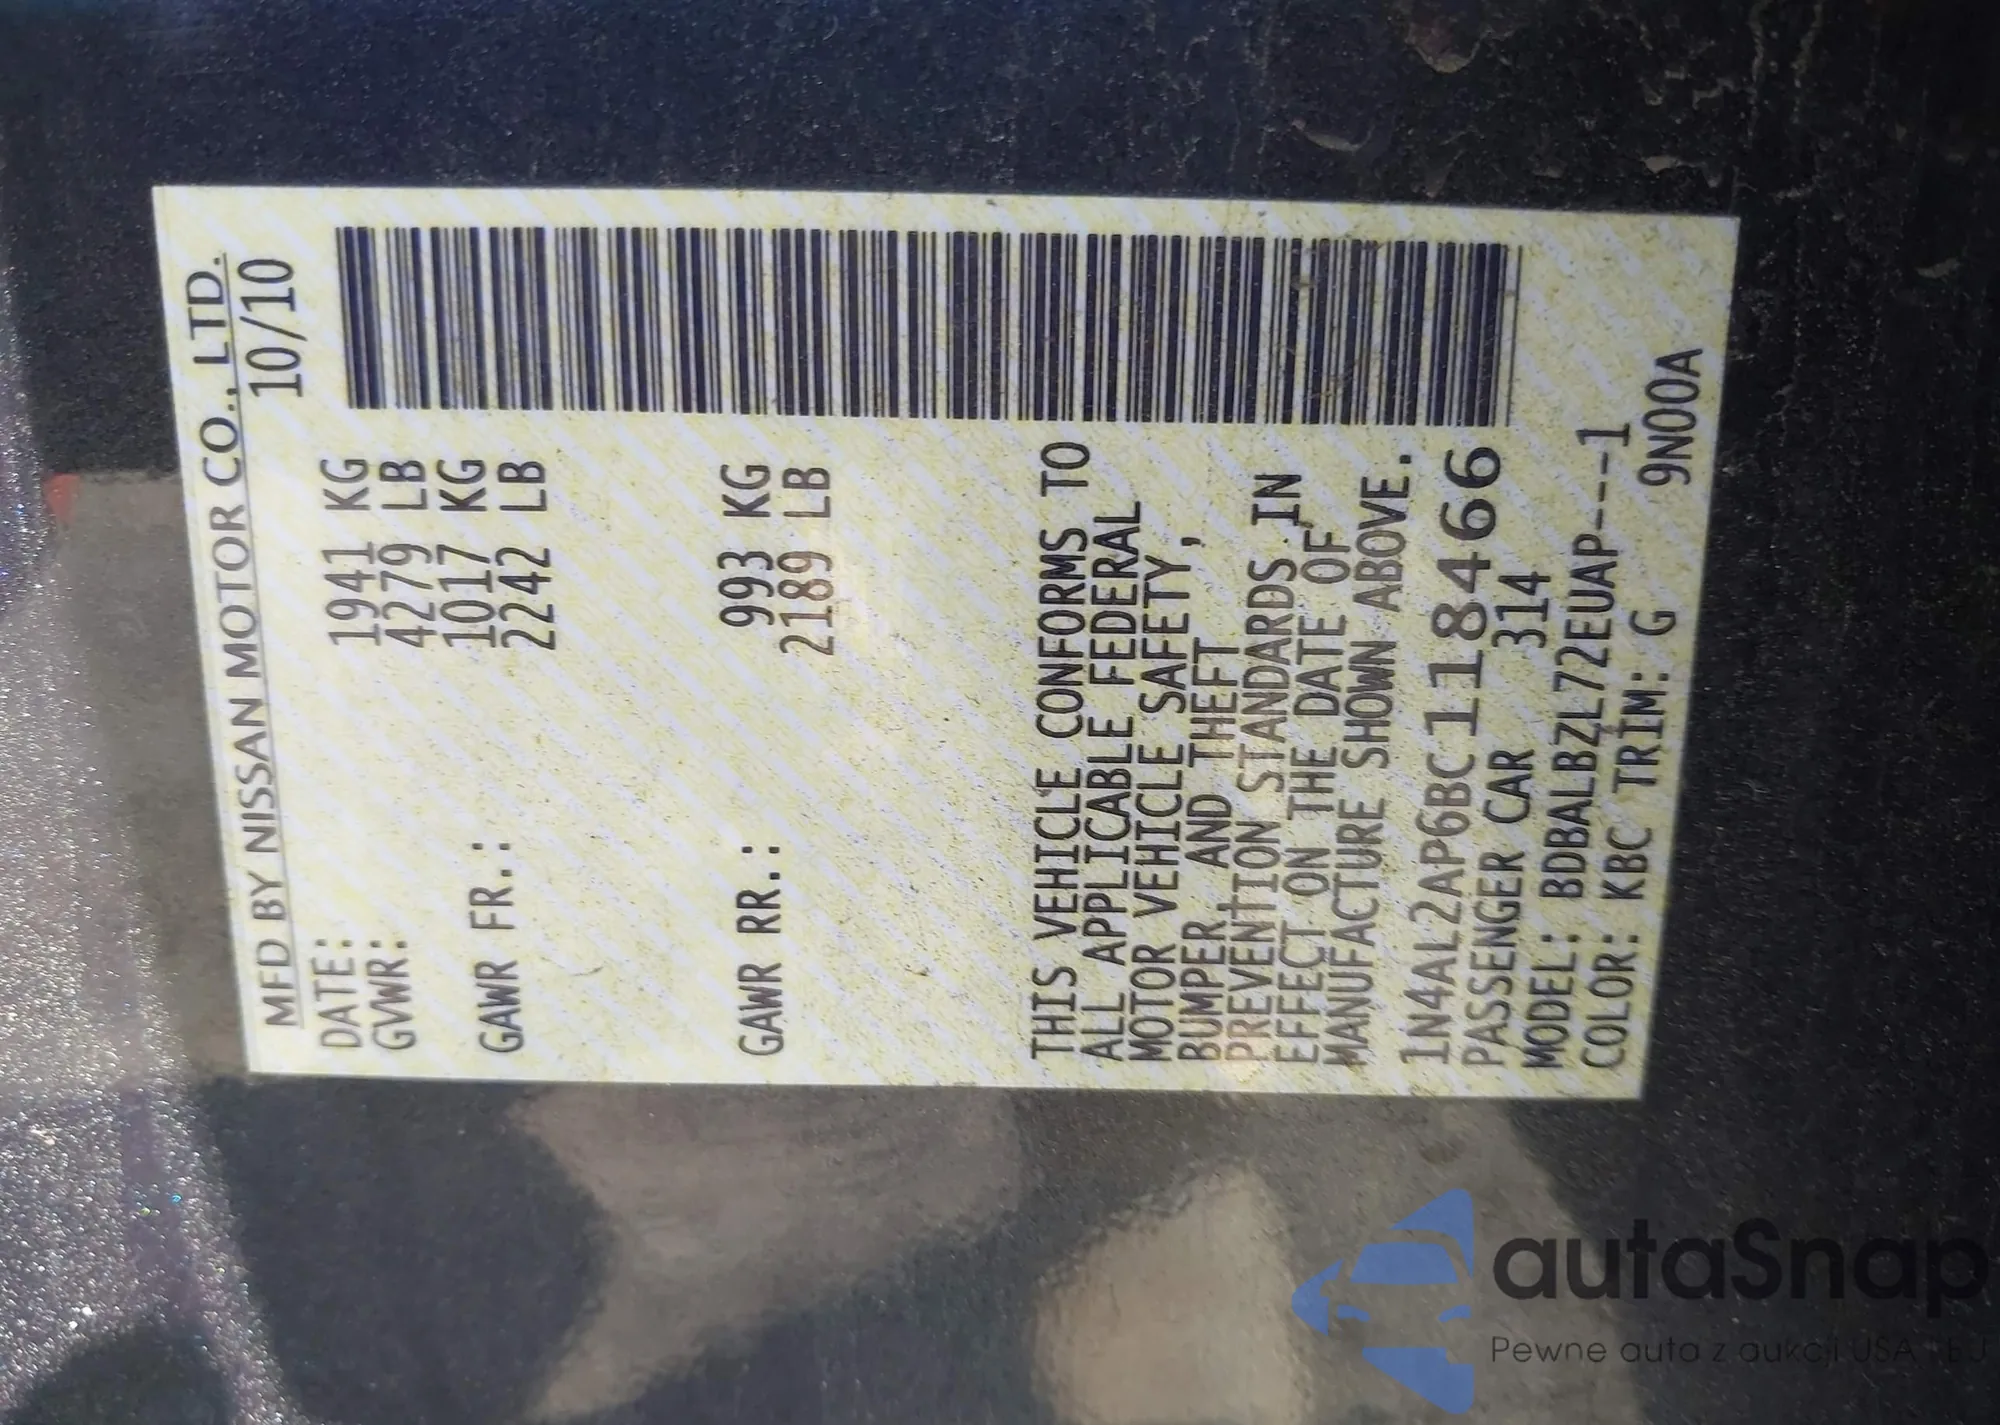 MFD BY NISSAN MOTOR CO., LTD.
DATE: 10/10
GVWR: 1941 KG
4279 LB
GAWR FR.: 1017 KG
2242 LB
GAWR RR.: 993 KG
2189 LB
THIS VEHICLE CONFORMS TO
ALL APPLICABLE FEDERAL
MOTOR VEHICLE SAFETY,
BUMPER AND THEFT
PREVENTION STANDARDS IN
EFFECT ON THE DATE OF
MANUFACTURE SHOWN ABOVE.
1N4AL2AP6BC118466
PASSENGER CAR 314
MODEL: BDBALBZL72EUAP----1
COLOR: KBC TRIM: G 9N00A
autaSnap
Pewne auta z aukcji USA i EU